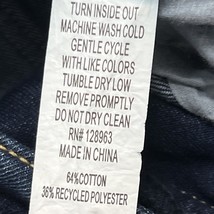 TURN INSIDE OUT
MACHINE WASH COLD
GENTLE CYCLE
WITH LIKE COLORS
TUMBLE DRY LOW
REMOVE PROMPTLY
DO NOT DRY CLEAN
RN# 128963
MADE IN CHINA
64%COTTON
36% RECYCLED POLYESTER